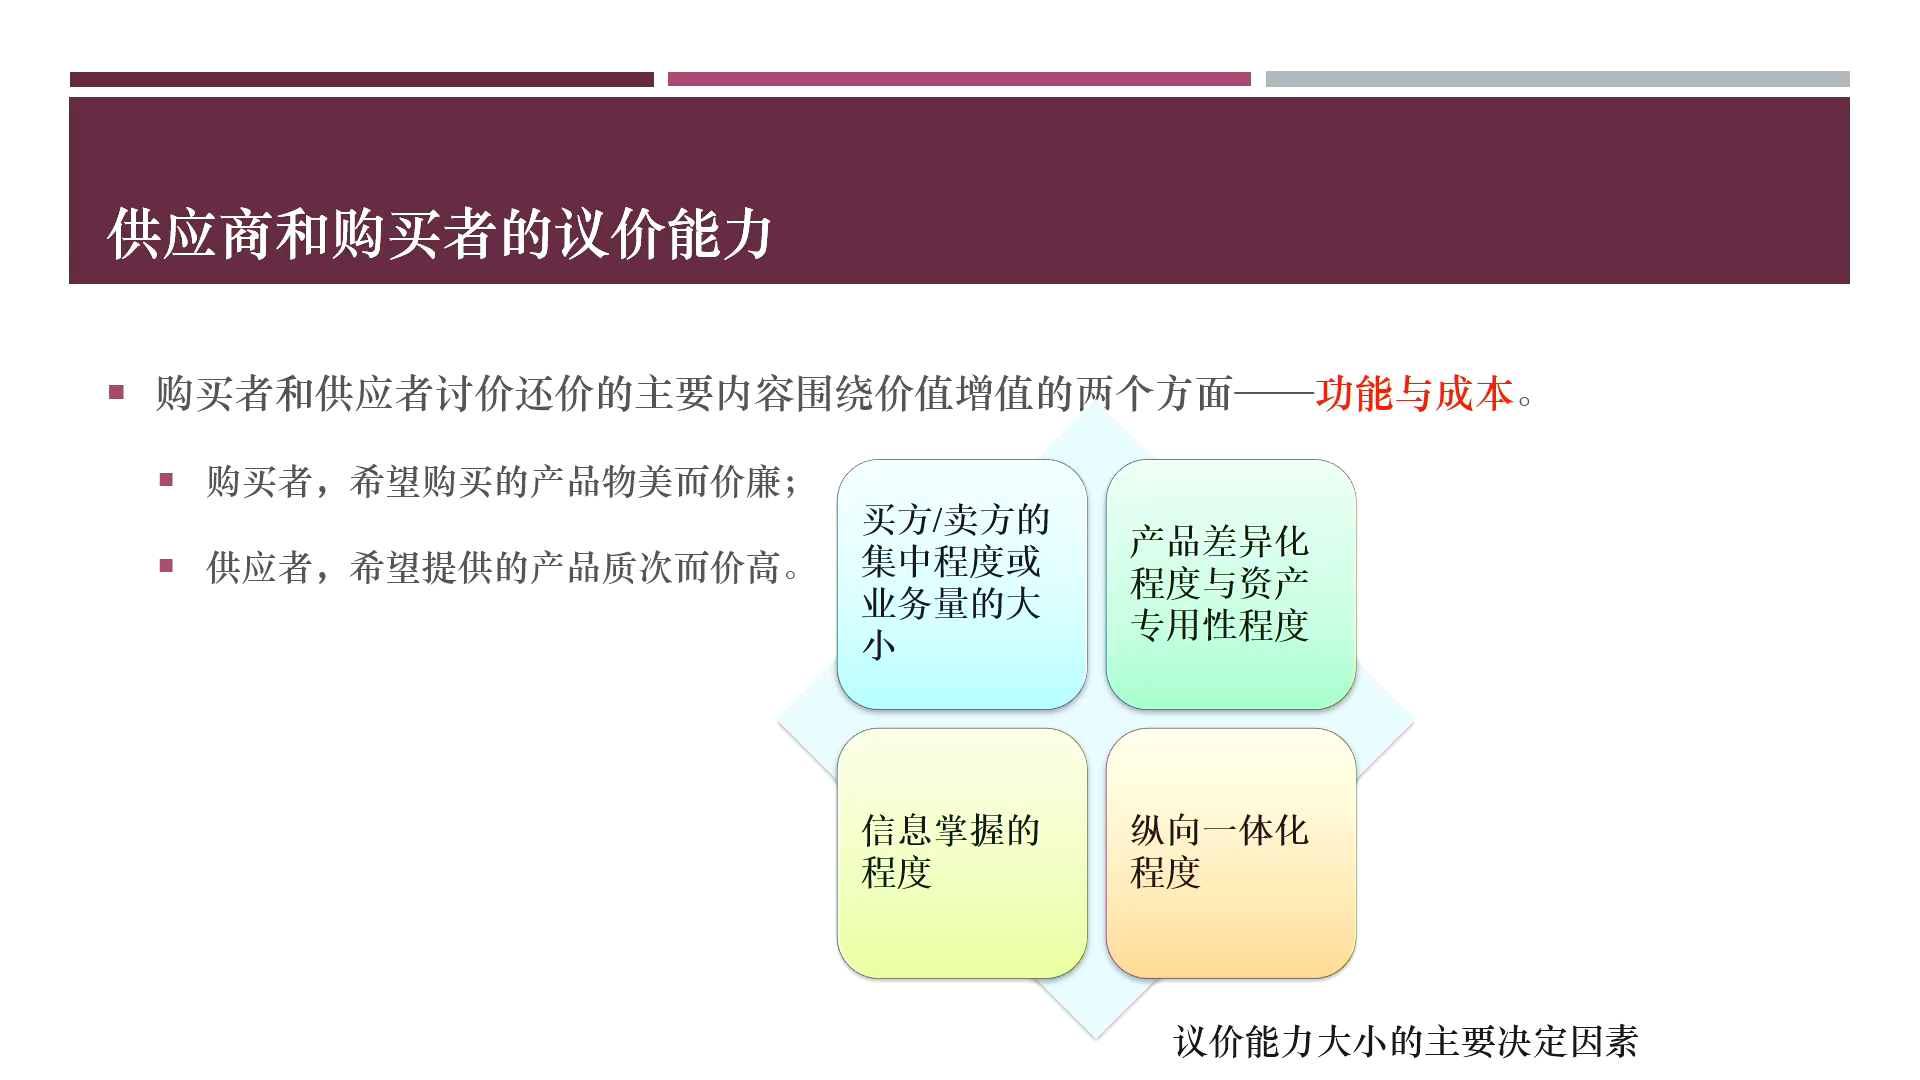 供应商和购买者的议价能力
购买者和供应者讨价还价的主要内容围绕价值增值的两个方面——功能与成本。
购买者，希望购买的产品物美而价廉；
供应者，希望提供的产品质次而价高。
买方/卖方的
集中程度或
业务量的大
小
产品差异化
程度与资产
专用性程度
信息掌握的
程度
纵向一体化
程度
议价能力大小的主要决定因素